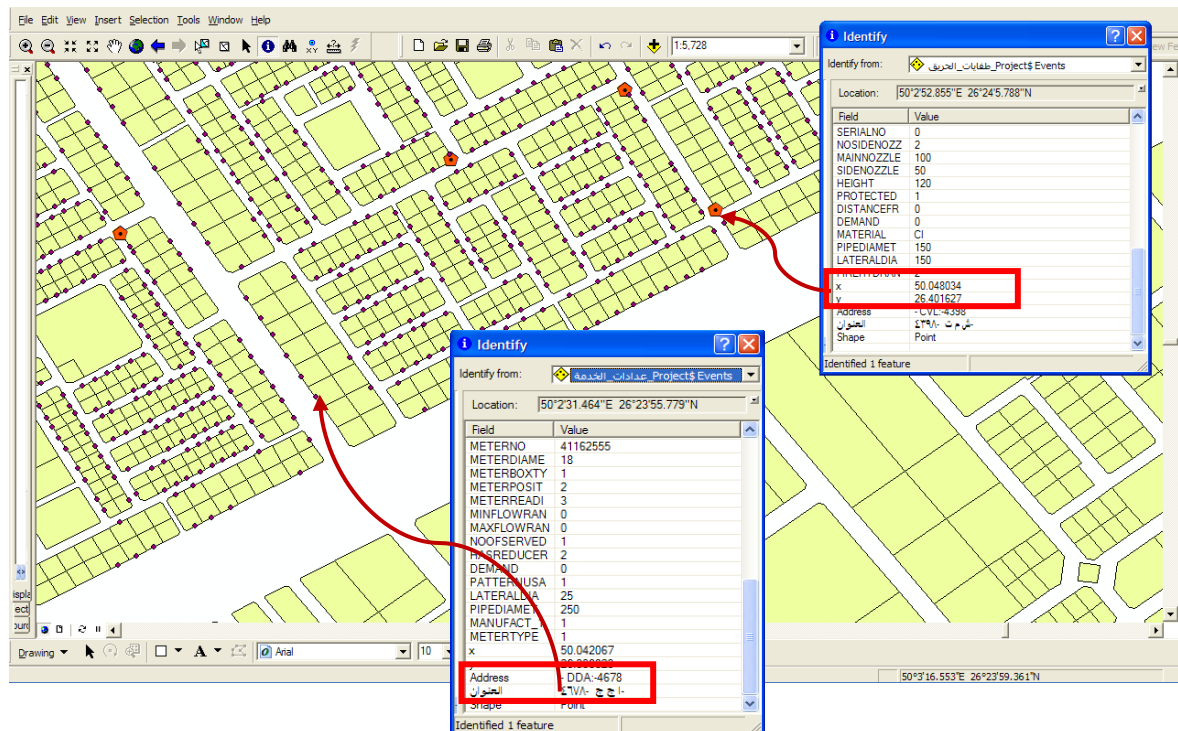 File Edit View Insert Selection Tools Window Help
1:5,728
Identify
Identify from: طفايات_الحريق_Project$ Events
Location: 50°2'52.855"E 26°24'5.788"N
Field Value
SERIALNO 0
NOSIDENOZZ 2
MAINNOZZLE 100
SIDENOZZLE 50
HEIGHT 120
PROTECTED 1
DISTANCEFR 0
DEMAND 0
MATERIAL CI
PIPEDIAMET 150
LATERALDIA 150
x 50.048034
y 26.401627
Address - CVL:-4398
العنوان -ش م ت -٤٣٩٨
Shape Point
Identified 1 feature
Identify
Identify from: عدادات_الخدمة_Project$ Events
Location: 50°2'31.464"E 26°23'55.779"N
Field Value
METERNO 41162555
METERDIAME 18
METERBOXTY 1
METERPOSIT 2
METERREADI 3
MINFLOWRAN 0
MAXFLOWRAN 0
NOOFSERVED 1
HASREDUCER 2
DEMAND 0
PATTERNUSA 1
LATERALDIA 25
PIPEDIAMET 250
MANUFACT_ 1
METERTYPE 1
x 50.042067
Address - DDA:-4678
العنوان -ا ج ح -٤٦٧٨
Shape Point
Identified 1 feature
Drawing A Arial 10
50°3'16.553"E 26°23'59.361"N